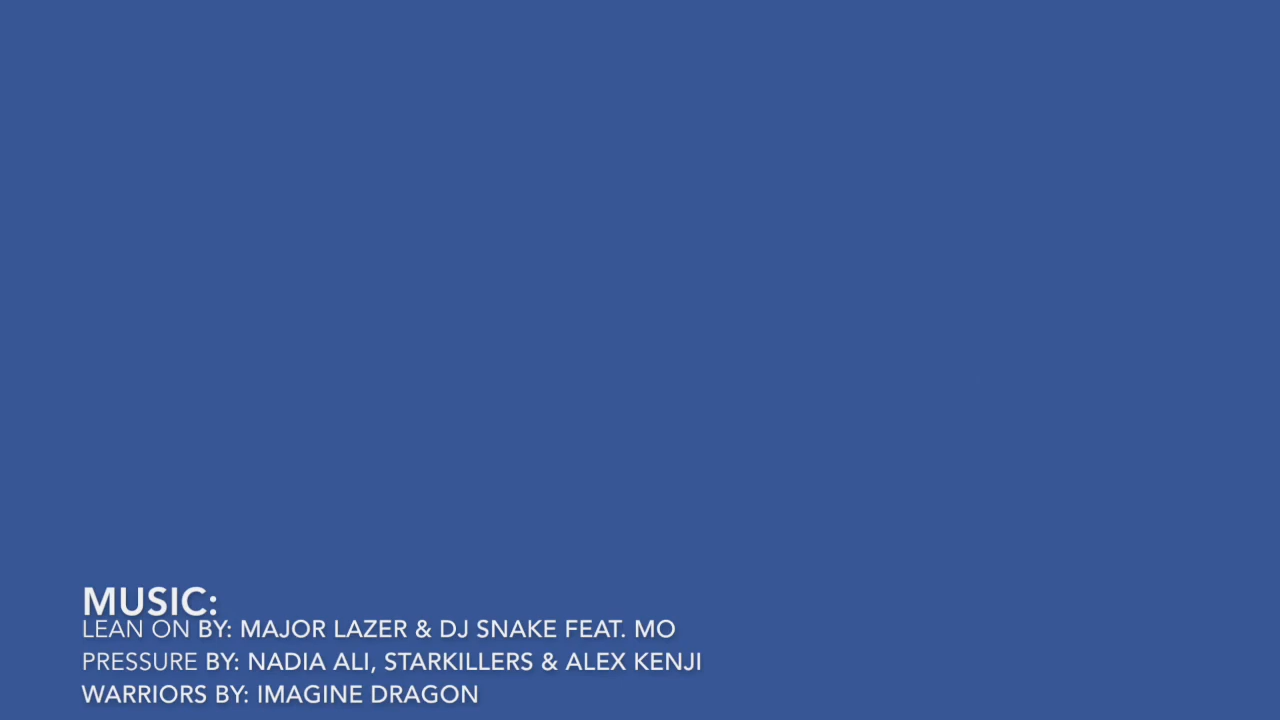 MUSIC:
LEAN ON BY: MAJOR LAZER & DJ SNAKE FEAT. MO
PRESSURE BY: NADIA ALI, STARKILLERS & ALEX KENJI
WARRIORS BY: IMAGINE DRAGON